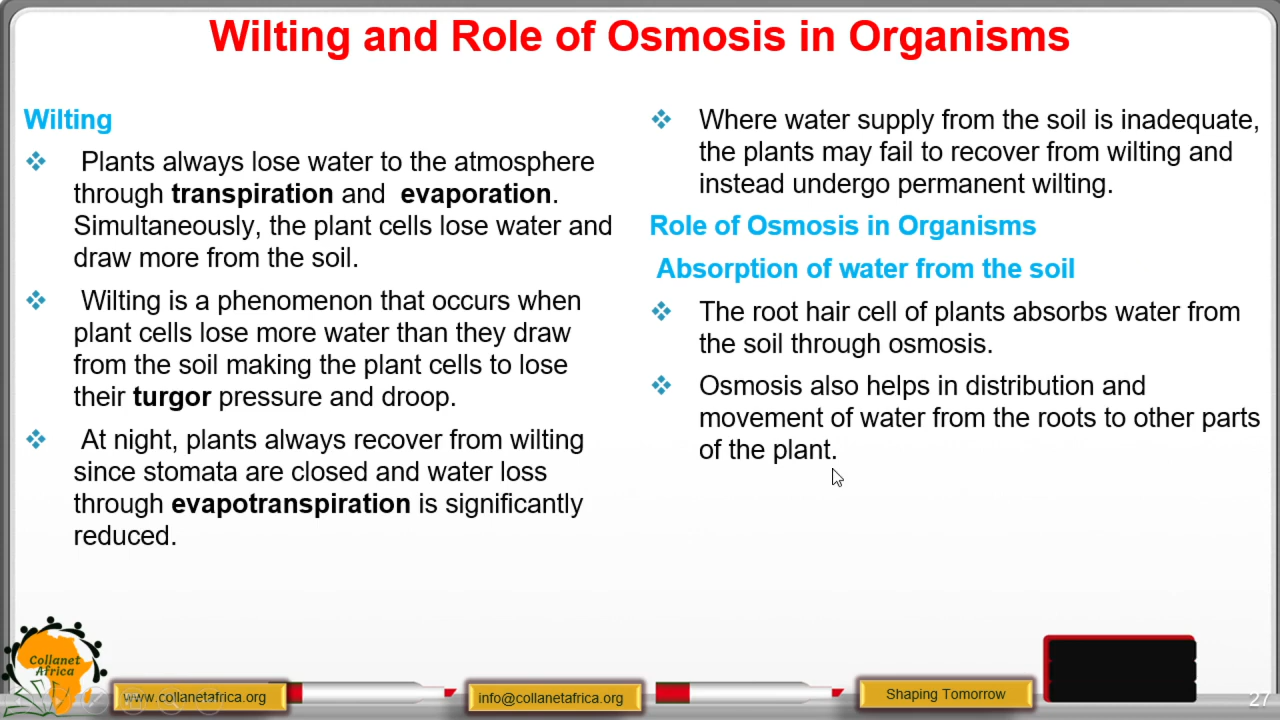 Wilting and Role of Osmosis in Organisms
Wilting
Plants always lose water to the atmosphere
through transpiration and evaporation.
Simultaneously, the plant cells lose water and
draw more from the soil.
Wilting is a phenomenon that occurs when
plant cells lose more water than they draw
from the soil making the plant cells to lose
their turgor pressure and droop.
At night, plants always recover from wilting
since stomata are closed and water loss
through evapotranspiration is significantly
reduced.
Where water supply from the soil is inadequate,
the plants may fail to recover from wilting and
instead undergo permanent wilting.
Role of Osmosis in Organisms
Absorption of water from the soil
The root hair cell of plants absorbs water from
the soil through osmosis.
Osmosis also helps in distribution and
movement of water from the roots to other parts
of the plant.
Collanet
Africa
www.collanetafrica.org
info@collanetafrica.org
Shaping Tomorrow
27